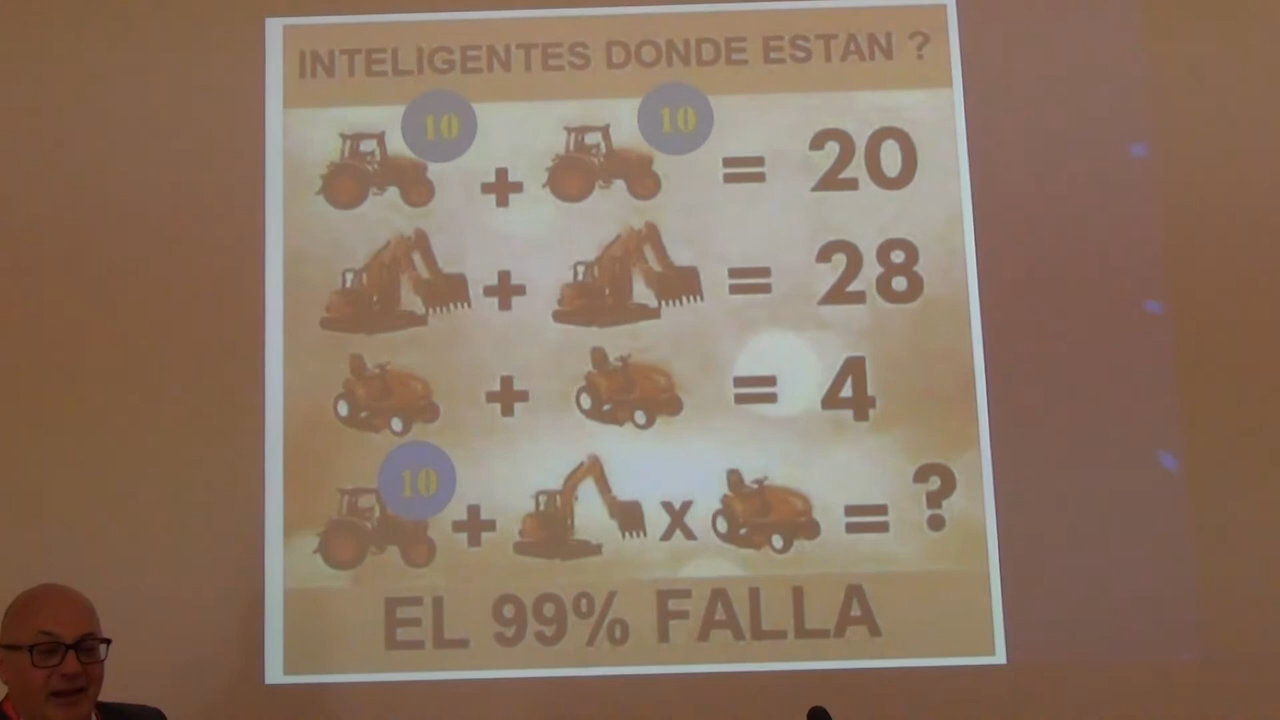 INTELIGENTES DONDE ESTAN ?
10 + 10 = 20
+ = 28
+ = 4
10 + x = ?
EL 99% FALLA